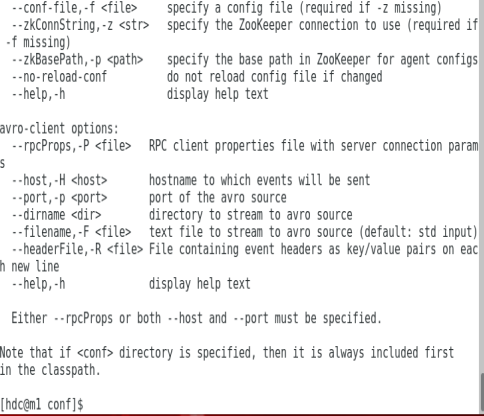 --conf-file,-f <file>     specify a config file (required if -z missing)
--zkConnString,-z <str>   specify the ZooKeeper connection to use (required if
-f missing)
--zkBasePath,-p <path>    specify the base path in ZooKeeper for agent configs
--no-reload-conf          do not reload config file if changed
--help,-h                 display help text

avro-client options:
--rpcProps,-P <file>   RPC client properties file with server connection param
s
--host,-H <host>       hostname to which events will be sent
--port,-p <port>       port of the avro source
--dirname <dir>        directory to stream to avro source
--filename,-F <file>   text file to stream to avro source (default: std input)
--headerFile,-R <file> File containing event headers as key/value pairs on eac
h new line
--help,-h              display help text

Either --rpcProps or both --host and --port must be specified.

Note that if <conf> directory is specified, then it is always included first
in the classpath.

[hdc@m1 conf]$